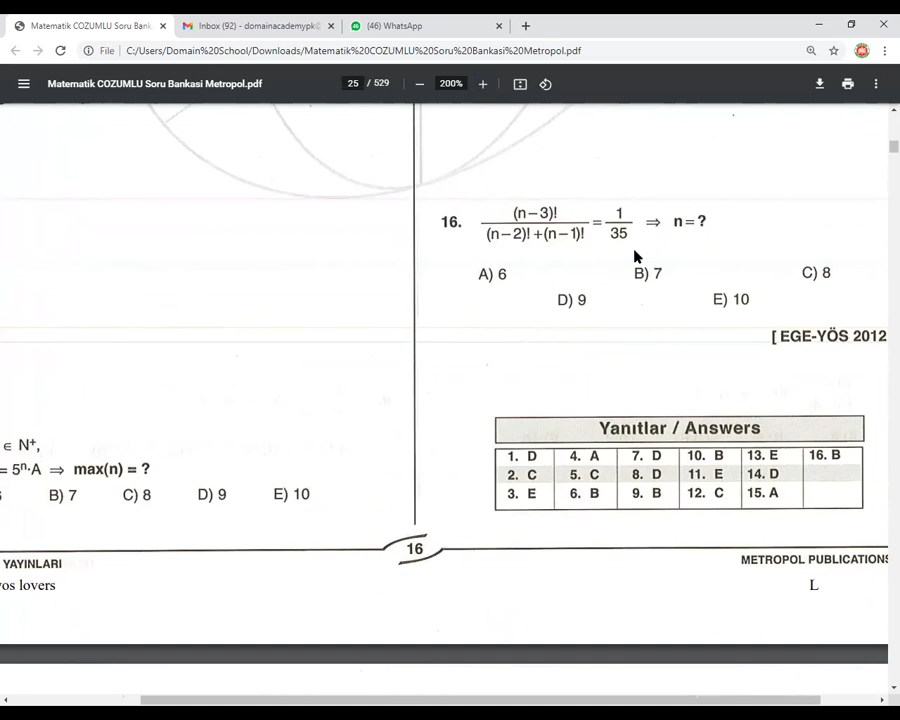 Matematik COZUMLU Soru Bank
Inbox (92) - domainacademypk@
(46) WhatsApp
File
C:/Users/Domain%20School/Downloads/Matematik%20COZUMLU%20Soru%20Bankasi%20Metropol.pdf
Matematik COZUMLU Soru Bankasi Metropol.pdf
25 / 529
200%
16. (n-3)! / (n-2)! + (n-1)! = 1/35 ⇒ n = ?
A) 6 B) 7 C) 8
D) 9 E) 10
[ EGE-YÖS 2012
∈ N⁺,
= 5ⁿ·A ⇒ max(n) = ?
B) 7 C) 8 D) 9 E) 10
Yanıtlar / Answers
1. D 4. A 7. D 10. B 13. E 16. B
2. C 5. C 8. D 11. E 14. D
3. E 6. B 9. B 12. C 15. A
16
YAYINLARI
METROPOL PUBLICATIONS
yos lovers
L